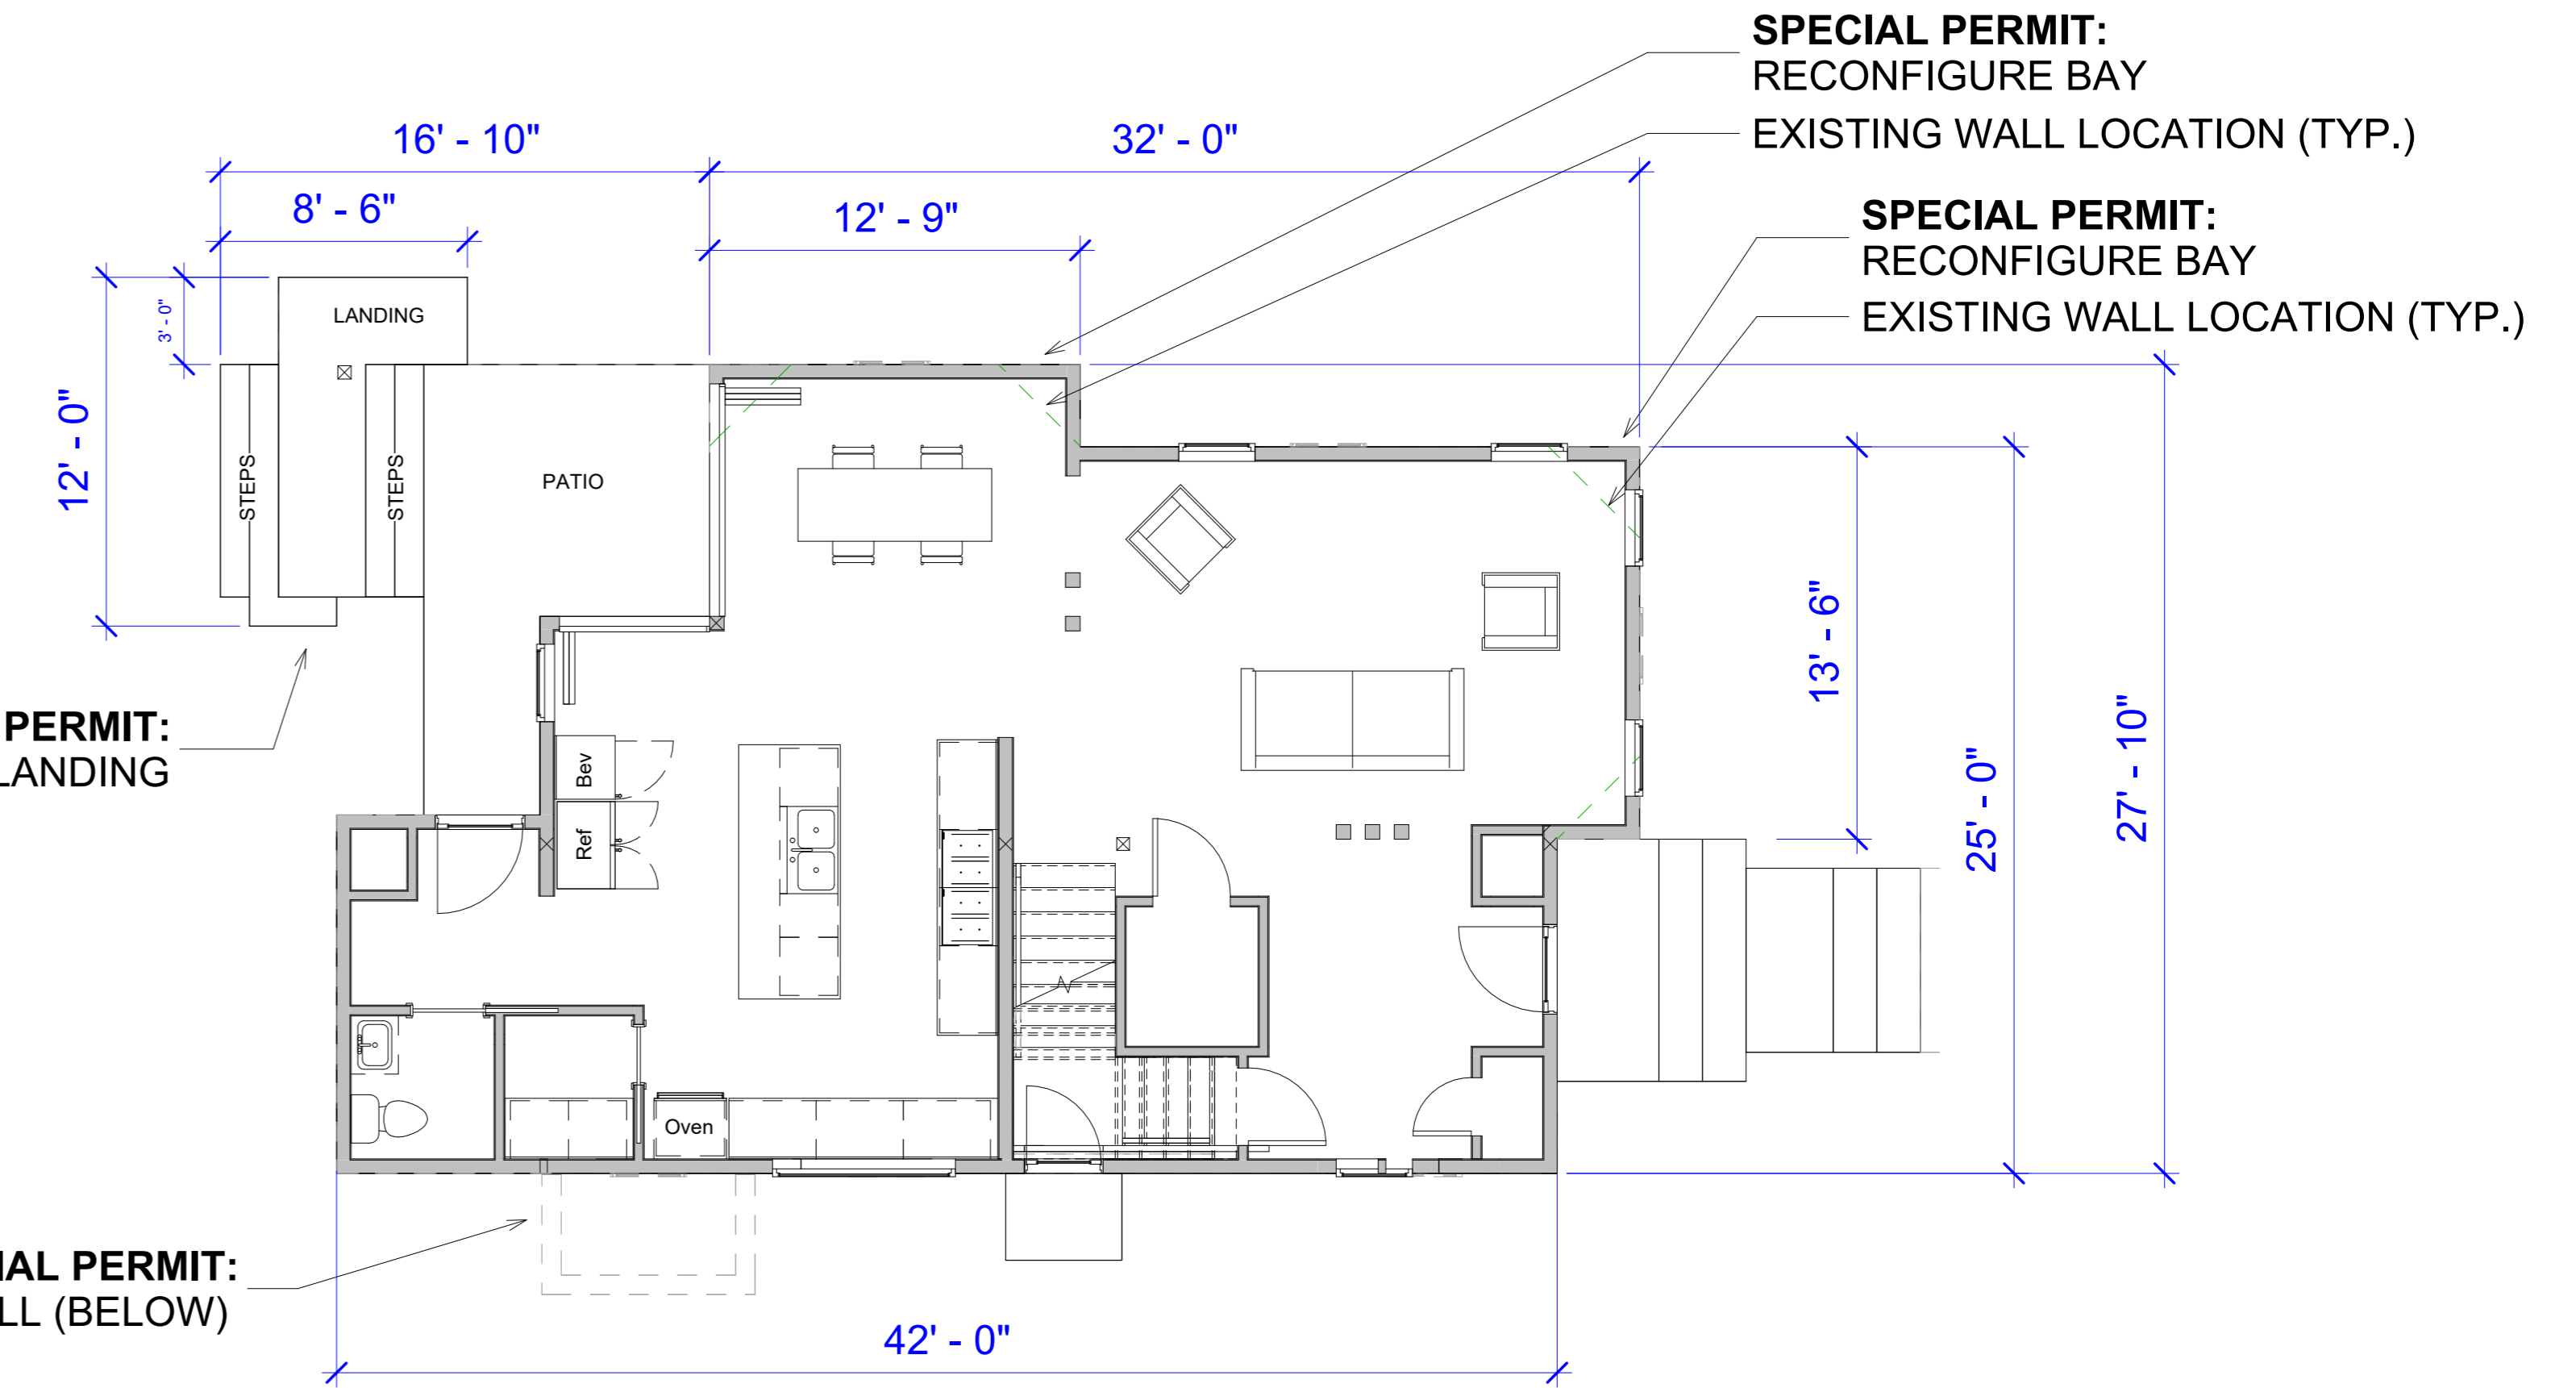 SPECIAL PERMIT:
RECONFIGURE BAY
EXISTING WALL LOCATION (TYP.)
16' - 10"
32' - 0"
8' - 6"
12' - 9"
SPECIAL PERMIT:
RECONFIGURE BAY
EXISTING WALL LOCATION (TYP.)
3' - 0"
LANDING
12' - 0"
STEPS
STEPS
PATIO
13' - 6"
25' - 0"
27' - 10"
PERMIT:
LANDING
Bev
Ref
Oven
IAL PERMIT:
LL (BELOW)
42' - 0"